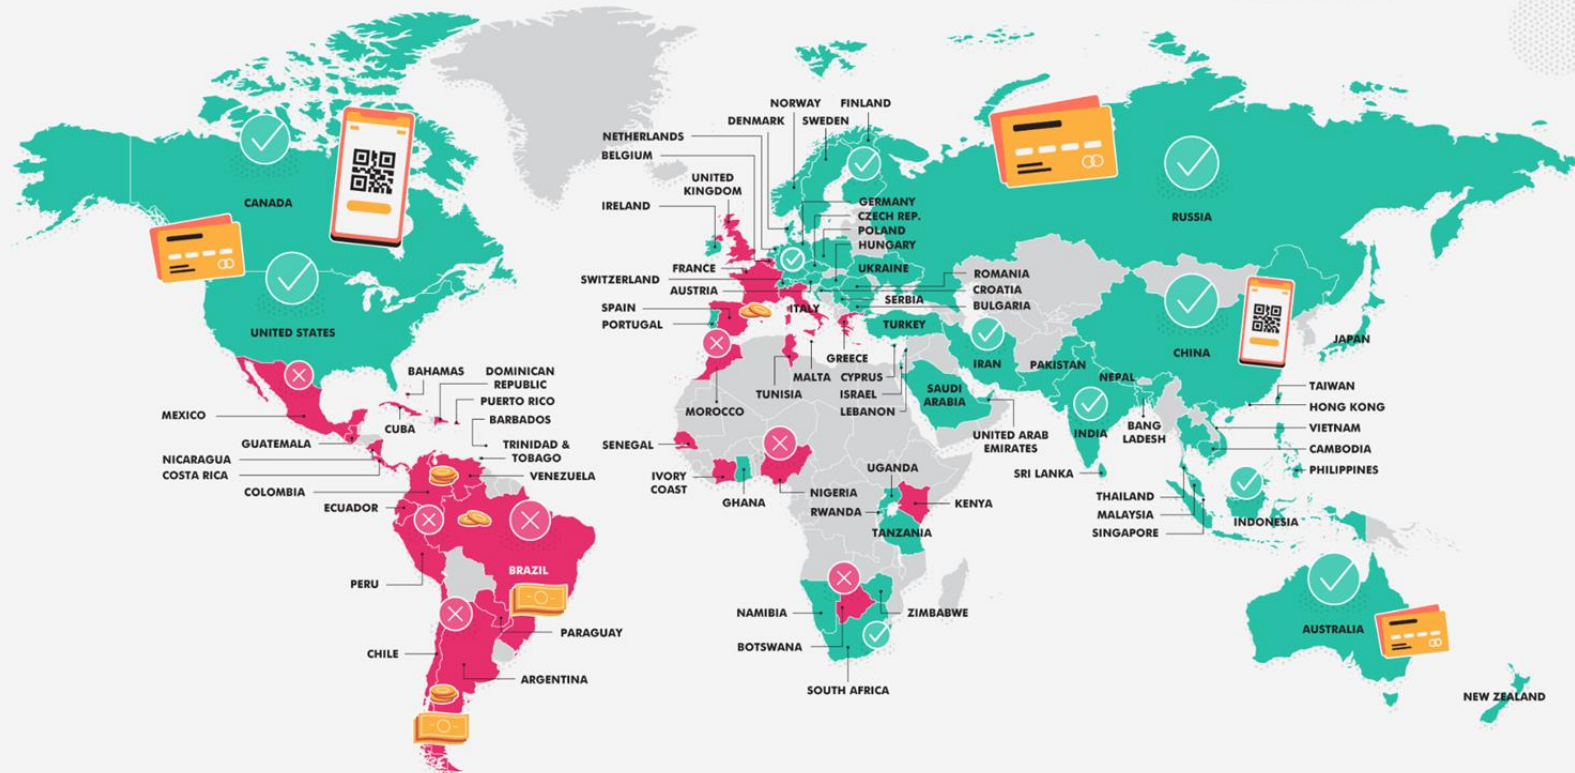 CANADA
UNITED STATES
MEXICO
GUATEMALA
NICARAGUA
COSTA RICA
COLOMBIA
ECUADOR
PERU
CHILE
BAHAMAS
CUBA
DOMINICAN
REPUBLIC
PUERTO RICO
BARBADOS
TRINIDAD &
TOBAGO
VENEZUELA
BRAZIL
PARAGUAY
ARGENTINA
NORWAY
FINLAND
DENMARK
SWEDEN
NETHERLANDS
BELGIUM
UNITED
KINGDOM
IRELAND
GERMANY
CZECH REP.
POLAND
HUNGARY
FRANCE
UKRAINE
SWITZERLAND
ROMANIA
AUSTRIA
CROATIA
SERBIA
SPAIN
ITALY
BULGARIA
PORTUGAL
TURKEY
GREECE
MALTA
CYPRUS
TUNISIA
ISRAEL
MOROCCO
LEBANON
SAUDI
ARABIA
IRAN
PAKISTAN
NEPAL
UNITED ARAB
EMIRATES
SENEGAL
IVORY
COAST
GHANA
NIGERIA
UGANDA
RWANDA
KENYA
TANZANIA
NAMIBIA
ZIMBABWE
BOTSWANA
SOUTH AFRICA
RUSSIA
CHINA
JAPAN
INDIA
BANG
LADESH
SRI LANKA
TAIWAN
HONG KONG
VIETNAM
CAMBODIA
PHILIPPINES
THAILAND
MALAYSIA
SINGAPORE
INDONESIA
AUSTRALIA
NEW ZEALAND